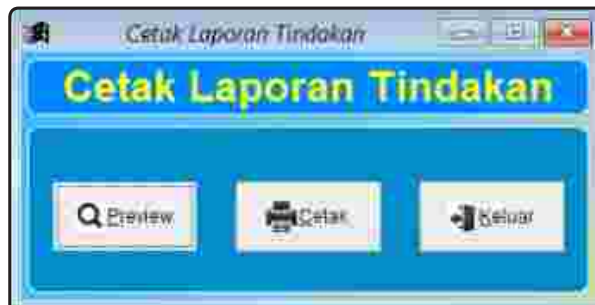 Cetak Laporan Tindakan
Cetak Laporan Tindakan
Preview
Cetak
Keluar